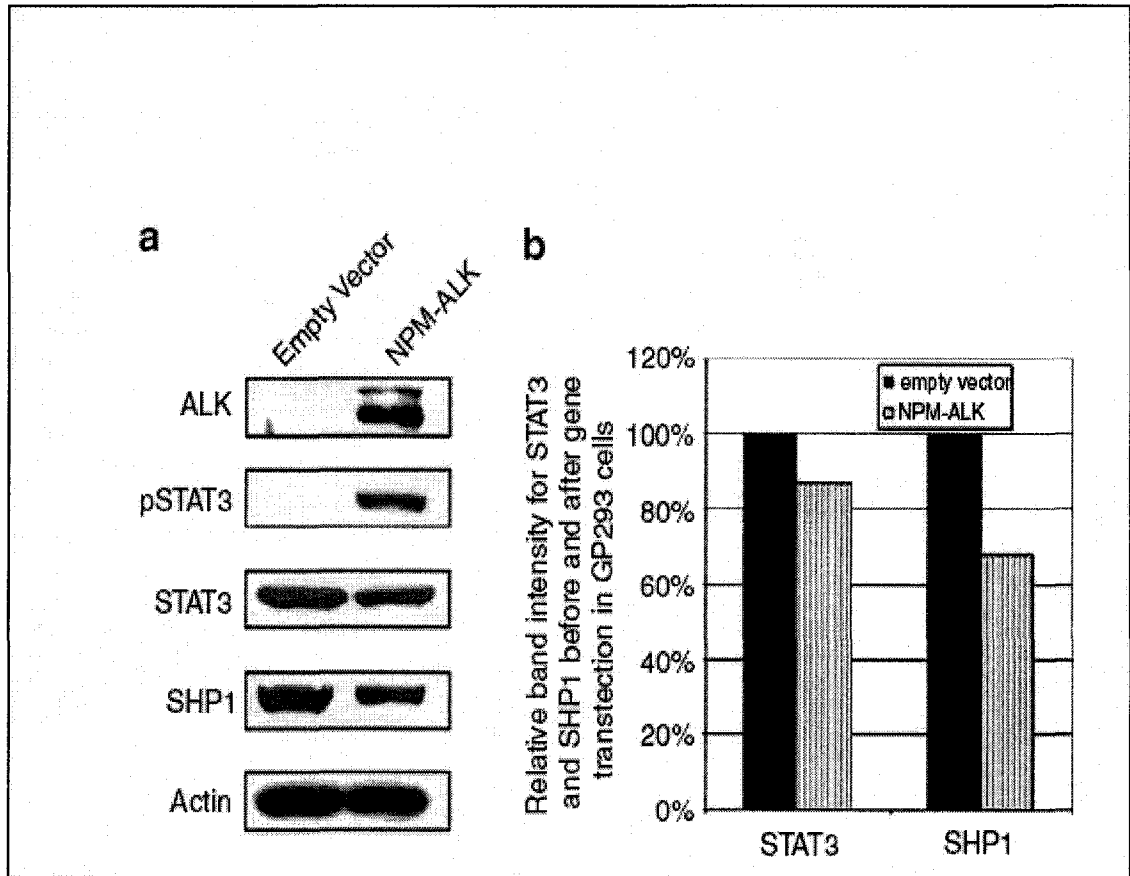 a
Empty Vector
NPM-ALK
ALK
pSTAT3
STAT3
SHP1
Actin
b
Relative band intensity for STAT3
and SHP1 before and after gene
transtection in GP293 cells
120%
100%
80%
60%
40%
20%
0%
empty vector
NPM-ALK
STAT3
SHP1